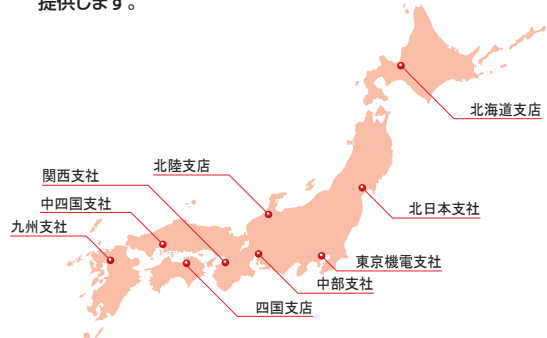 提供します。
北海道支店
北陸支店
関西支社
中四国支社
北日本支社
九州支社
東京機電支社
中部支社
四国支店